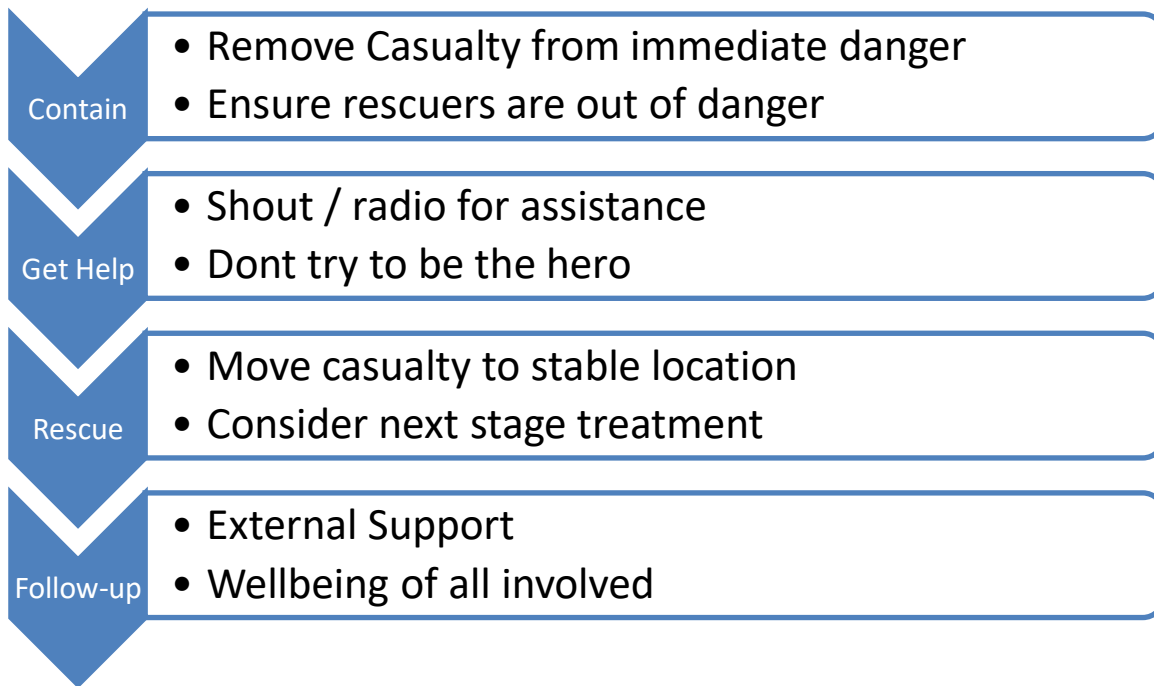 Contain
• Remove Casualty from immediate danger
• Ensure rescuers are out of danger
Get Help
• Shout / radio for assistance
• Dont try to be the hero
Rescue
• Move casualty to stable location
• Consider next stage treatment
Follow-up
• External Support
• Wellbeing of all involved